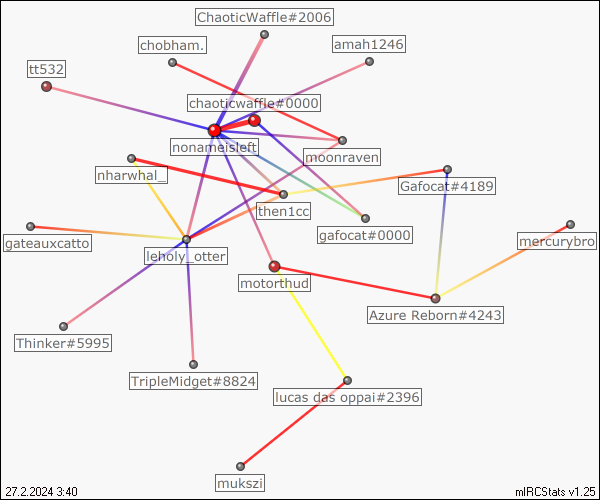 ChaoticWaffle#2006
chobham.
amah1246
tt532
chaoticwaffle#0000
nonameisleft
moonraven
nharwhal_
Gafocat#4189
then1cc
gafocat#0000
gateauxcatto
mercurybro
leholy_otter
motorthud
Azure Reborn#4243
Thinker#5995
TripleMidget#8824
lucas das oppai#2396
mukszi
27.2.2024 3:40
mIRCStats v1.25